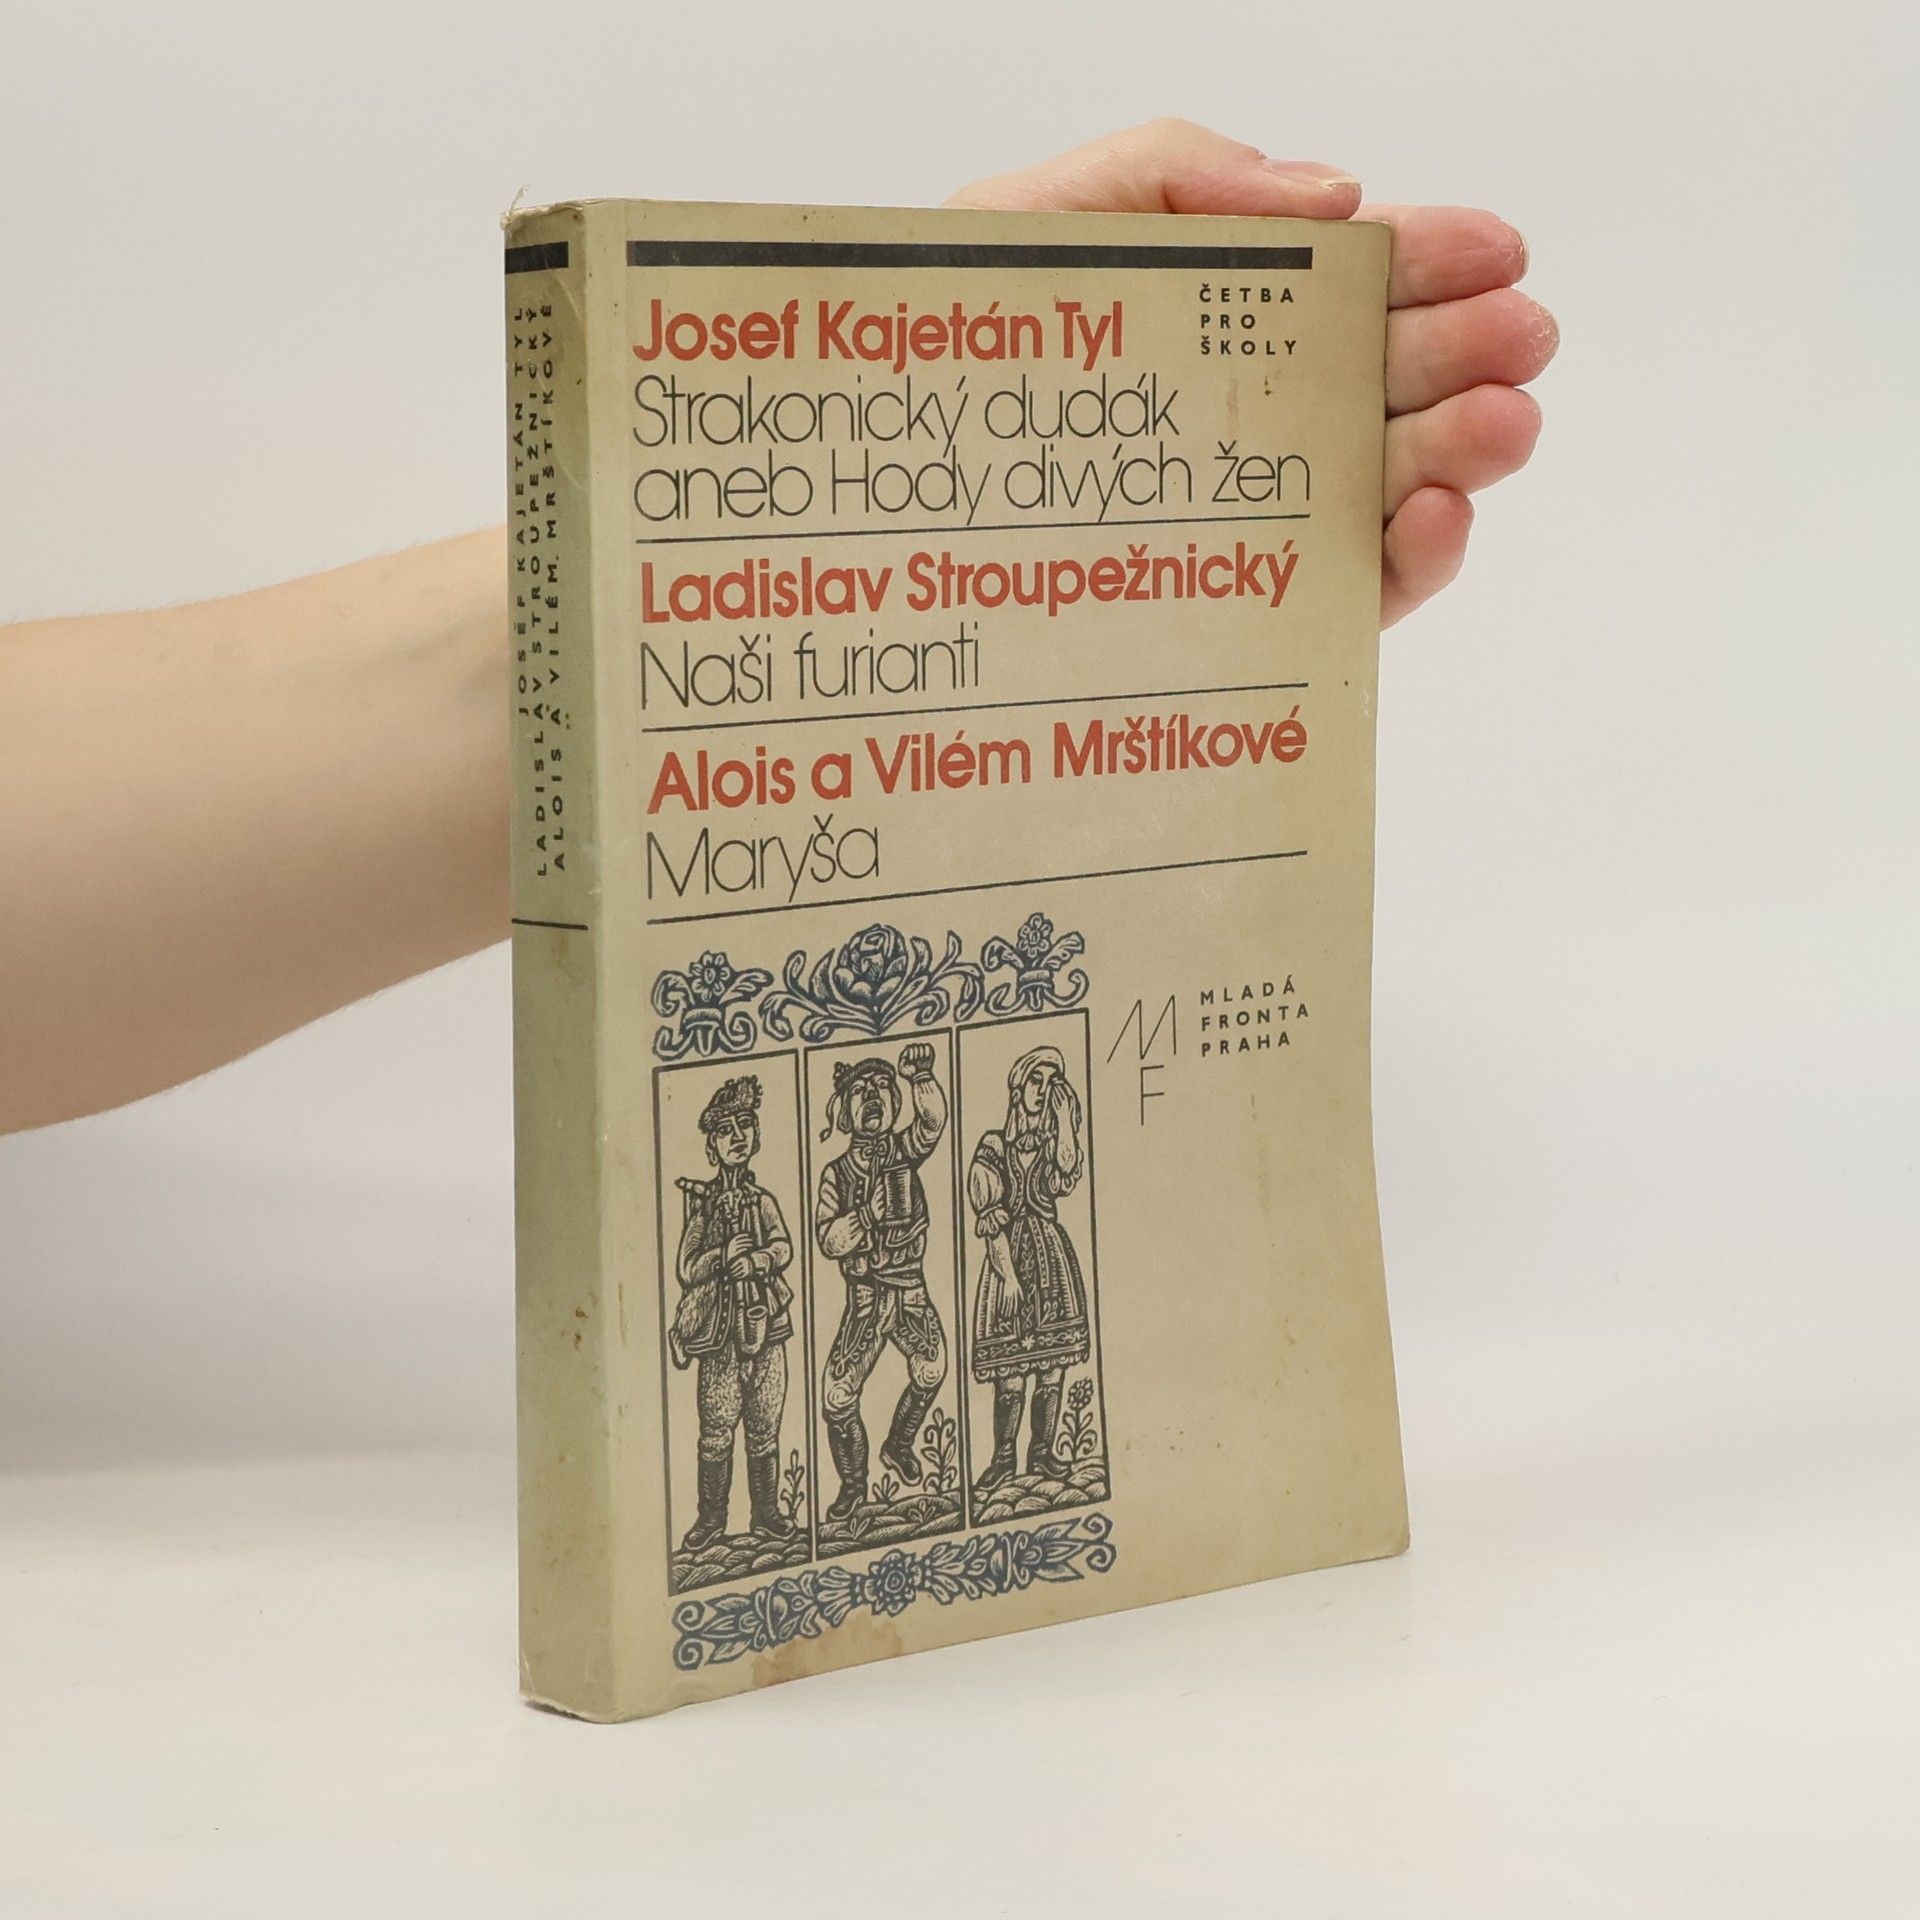 JOSEF KAJETÁN TYL
LADISLAV STROUPEŽNICKÝ
ALOIS A VILÉM MRŠTÍKOVÉ
Josef Kajetán Tyl
ČETBA
PRO
ŠKOLY
Strakonický dudák
aneb Hody divých žen
Ladislav Stroupežnický
Naši furianti
Alois a Vilém Mrštíkové
Maryša
MF
MLADÁ
FRONTA
PRAHA